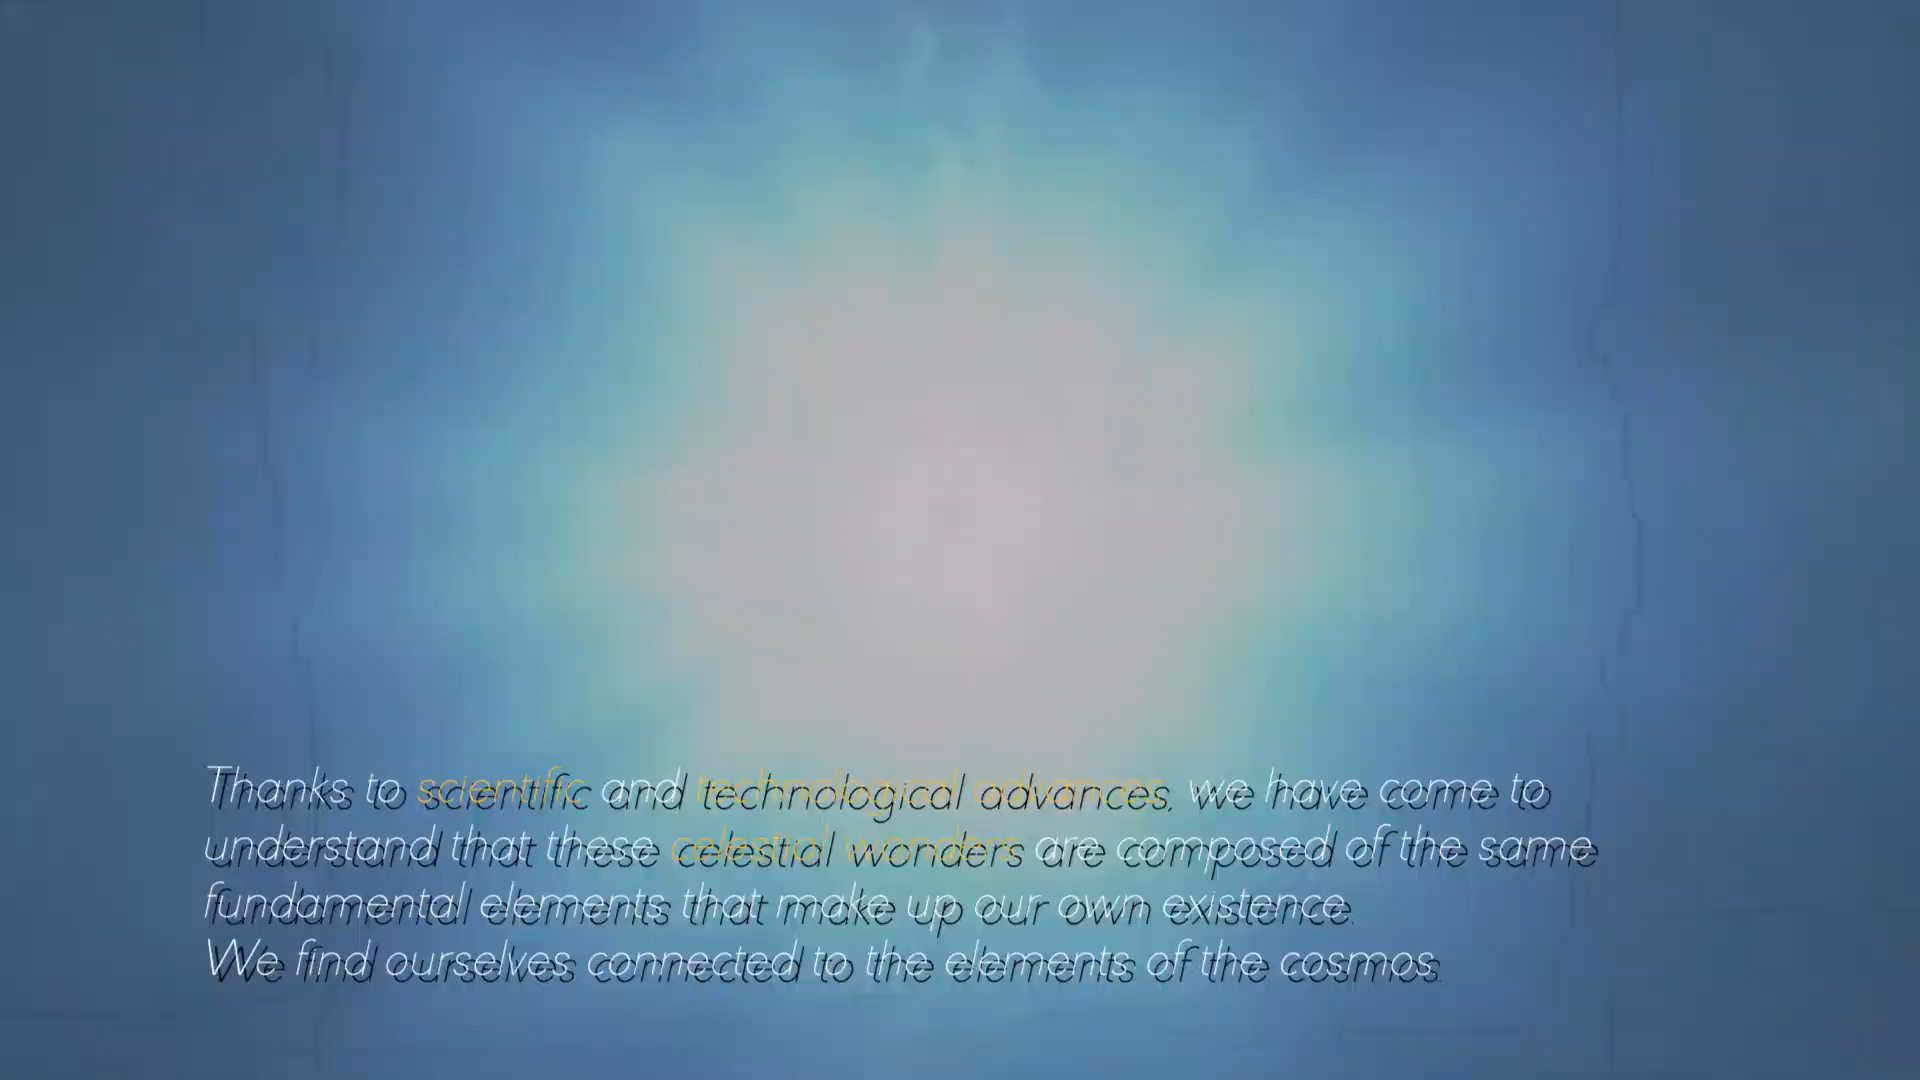 Thanks to scientific and technological advances, we have come to
understand that these celestial wonders are composed of the same
fundamental elements that make up our own existence.
We find ourselves connected to the elements of the cosmos.